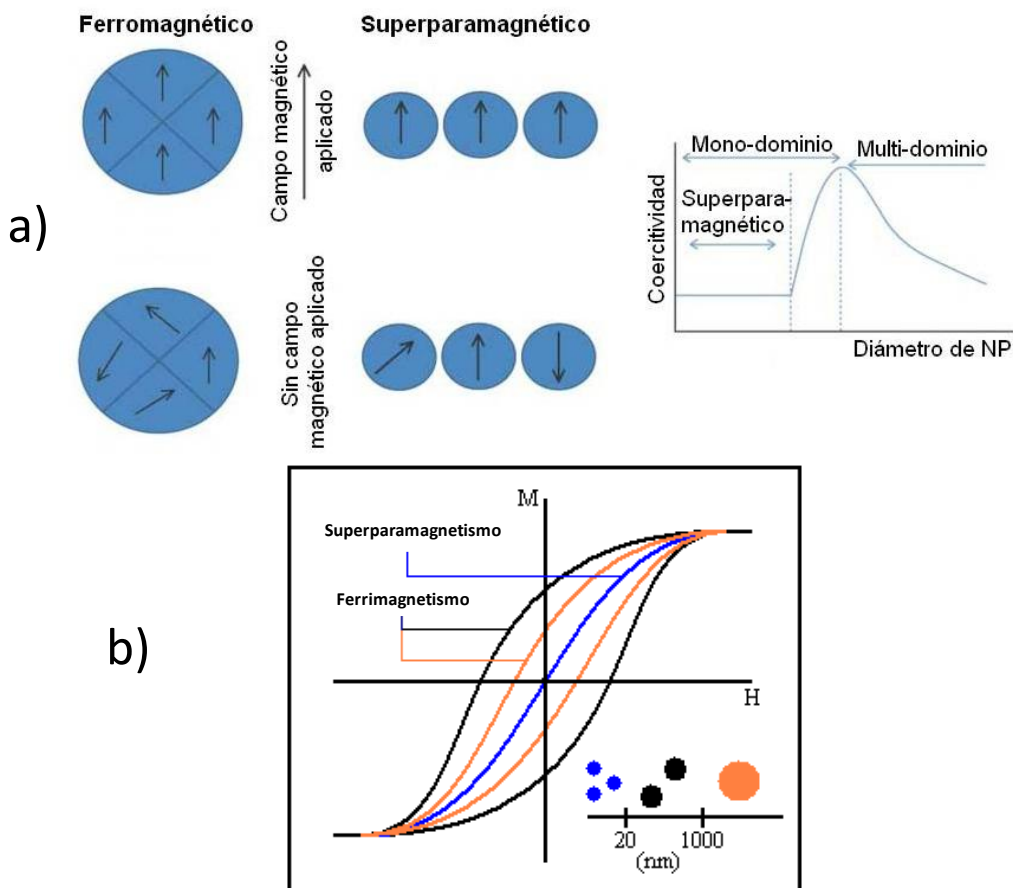 Ferromagnético
Superparamagnético
a)
Campo magnético
aplicado
Sin campo
magnético aplicado
Mono-dominio
Multi-dominio
Superpara-
magnético
Coercitividad
Diámetro de NP
b)
M
Superparamagnetismo
Ferrimagnetismo
H
20
1000
(nm)